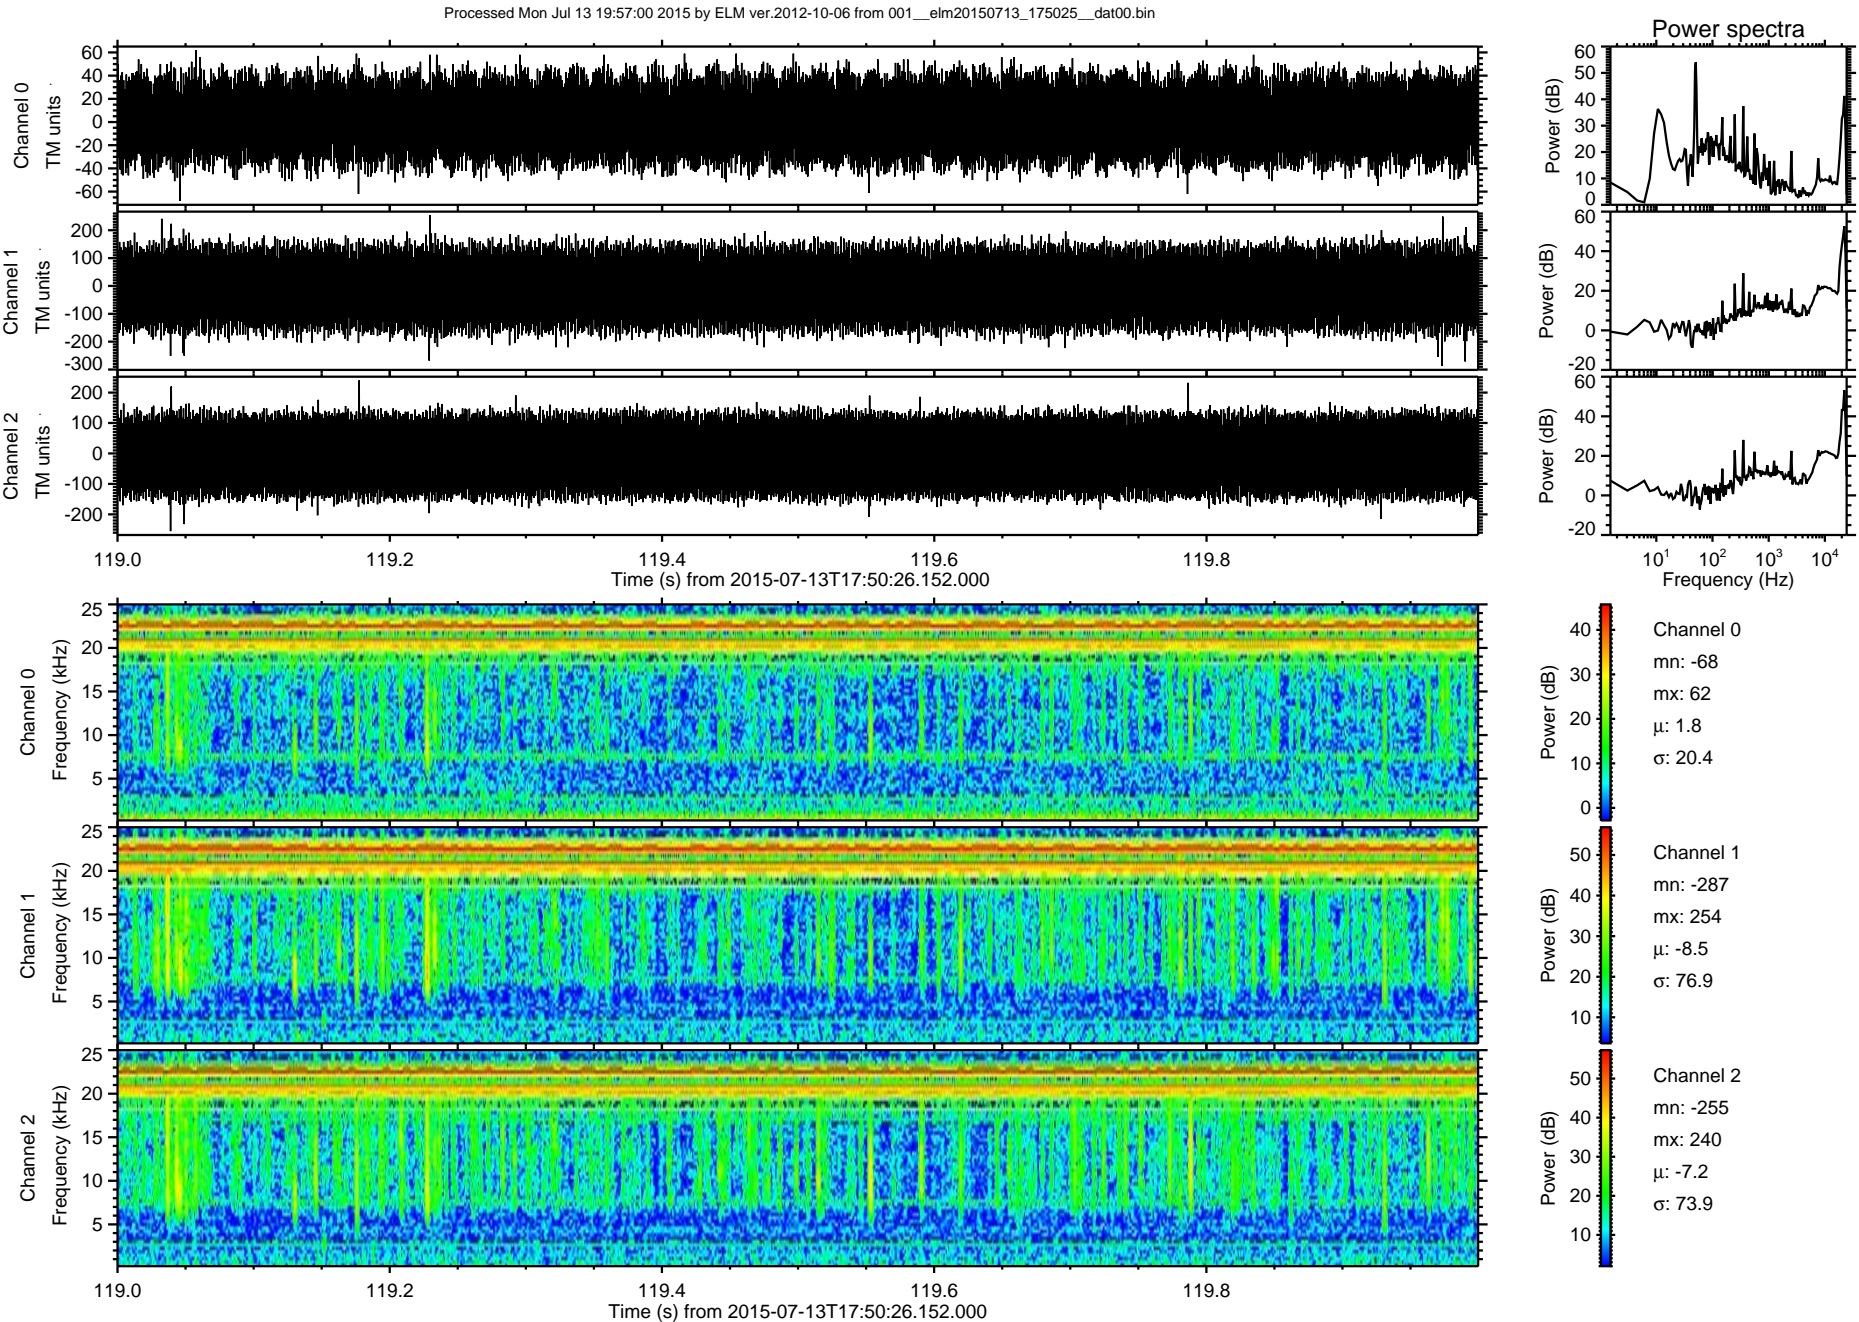 Processed Mon Jul 13 19:57:00 2015 by ELM ver.2012-10-06 from 001__elm20150713_175025__dat00.bin
Power spectra
Channel 0
TM units
60
40
20
0
-20
-40
-60
Power (dB)
60
50
40
30
20
10
0
Channel 1
TM units
200
100
0
-100
-200
-300
Power (dB)
60
40
20
0
-20
Channel 2
TM units
200
100
0
-100
-200
Power (dB)
60
40
20
0
-20
119.0 119.2 119.4 119.6 119.8
Time (s) from 2015-07-13T17:50:26.152.000
10¹ 10² 10³ 10⁴
Frequency (Hz)
Channel 0
Frequency (kHz)
25
20
15
10
5
Power (dB)
40
30
20
10
0
Channel 0
mn: -68
mx: 62
μ: 1.8
σ: 20.4
Channel 1
Frequency (kHz)
25
20
15
10
5
Power (dB)
50
40
30
20
10
Channel 1
mn: -287
mx: 254
μ: -8.5
σ: 76.9
Channel 2
Frequency (kHz)
25
20
15
10
5
Power (dB)
50
40
30
20
10
Channel 2
mn: -255
mx: 240
μ: -7.2
σ: 73.9
119.0 119.2 119.4 119.6 119.8
Time (s) from 2015-07-13T17:50:26.152.000